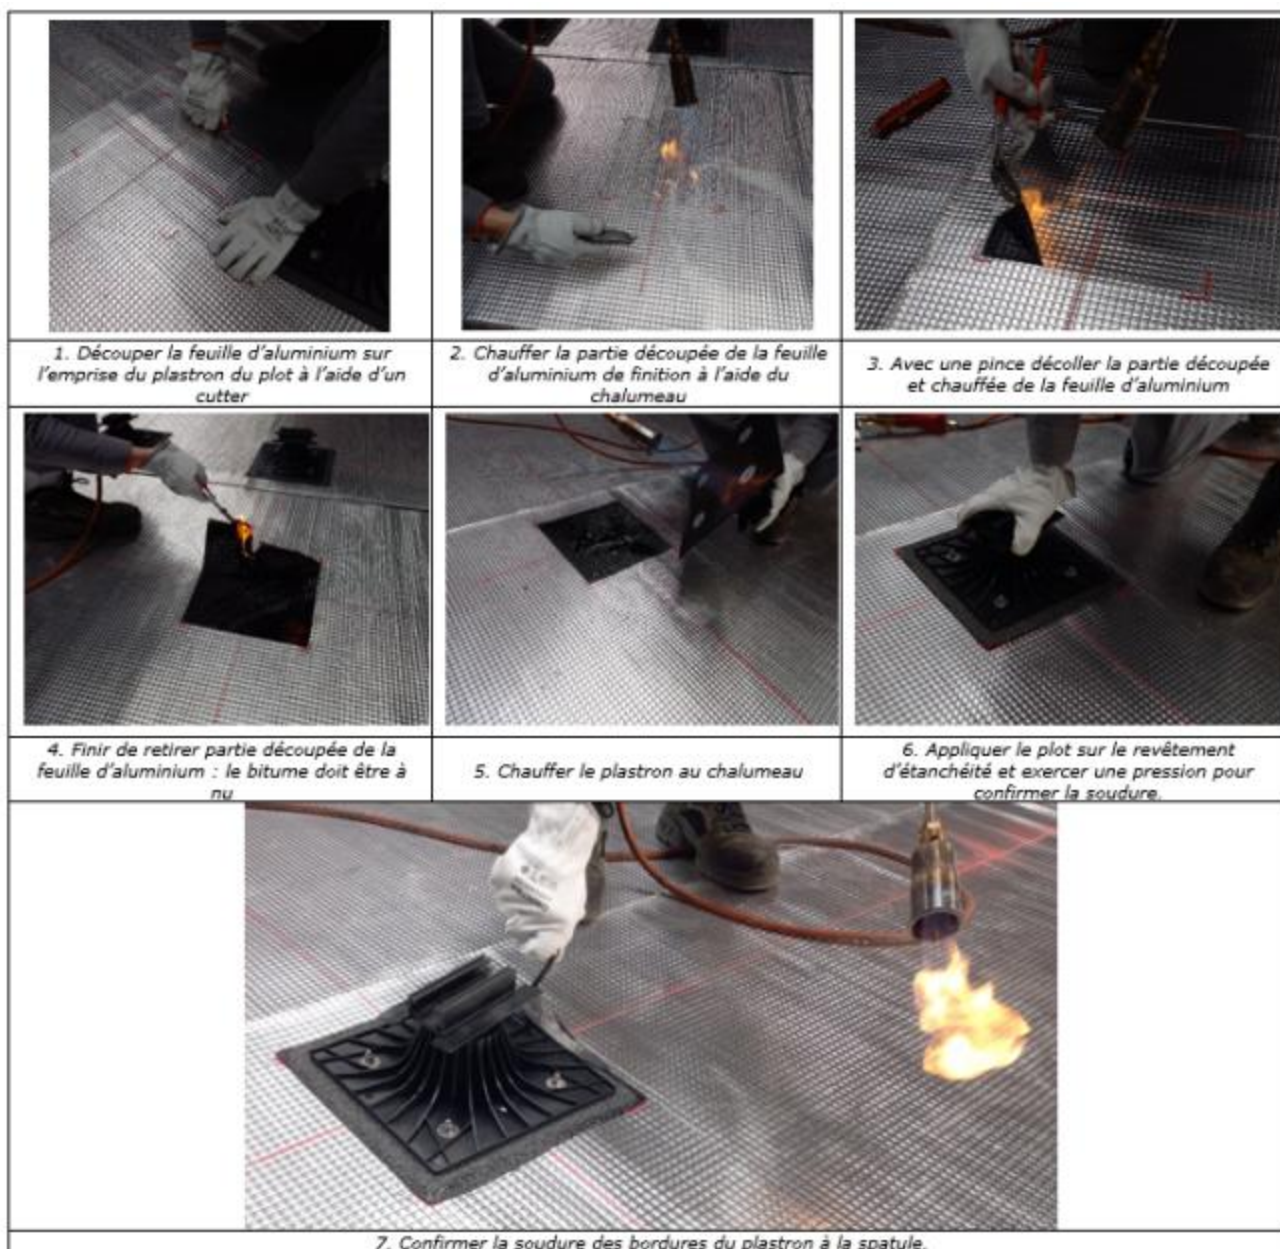 1. Découper la feuille d'aluminium sur
l'emprise du plastron du plot à l'aide d'un
cutter
2. Chauffer la partie découpée de la feuille
d'aluminium de finition à l'aide du
chalumeau
3. Avec une pince décoller la partie découpée
et chauffée de la feuille d'aluminium
4. Finir de retirer partie découpée de la
feuille d'aluminium : le bitume doit être à
nu
5. Chauffer le plastron au chalumeau
6. Appliquer le plot sur le revêtement
d'étanchéité et exercer une pression pour
confirmer la soudure.
7. Confirmer la soudure des bordures du plastron à la spatule.